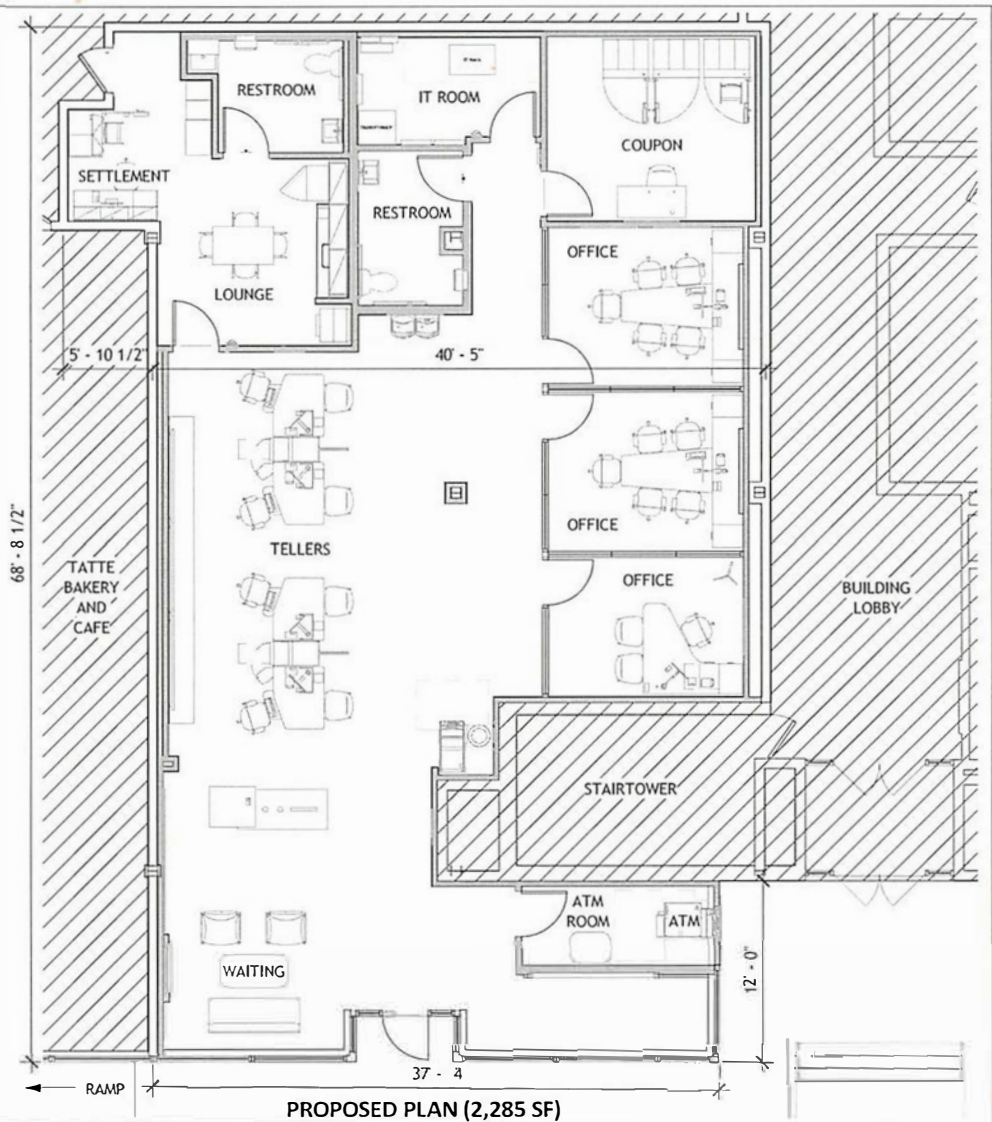 RESTROOM
IT ROOM
COUPON
SETTLEMENT
RESTROOM
OFFICE
LOUNGE
5' - 10 1/2"
40' - 5"
68' - 8 1/2"
TELLERS
OFFICE
TATTE
BAKERY
AND
CAFE
OFFICE
BUILDING
LOBBY
STAIRTOWER
ATM
ROOM
ATM
WAITING
12' - 0"
37' - 4
RAMP
PROPOSED PLAN (2,285 SF)